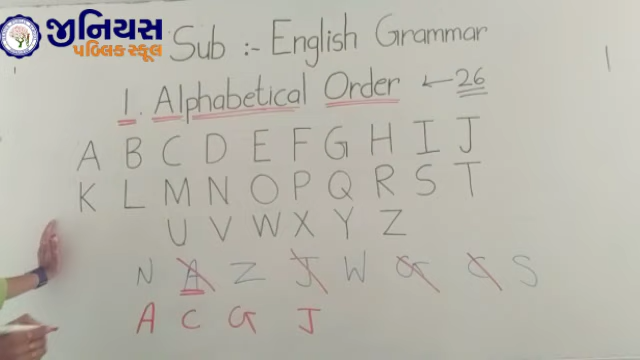 જીનિયસ
પબ્લિક સ્કૂલ
Sub :- English Grammar
1. Alphabetical Order ← 26
A B C D E F G H I J
K L M N O P Q R S T
U V W X Y Z
N A Z J W G C S
A C G J